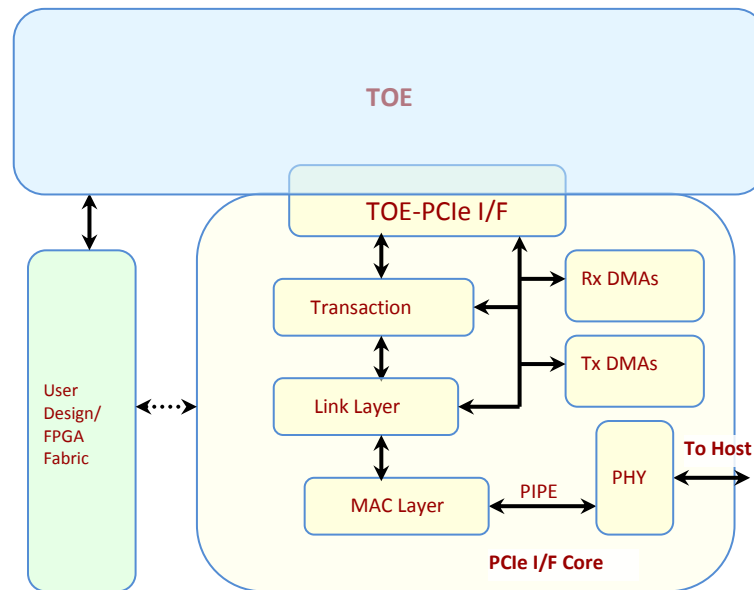 TOE
TOE-PCIe I/F
Rx DMAs
Transaction
Tx DMAs
User
Design/
FPGA
Fabric
Link Layer
To Host
PHY
PIPE
MAC Layer
PCIe I/F Core